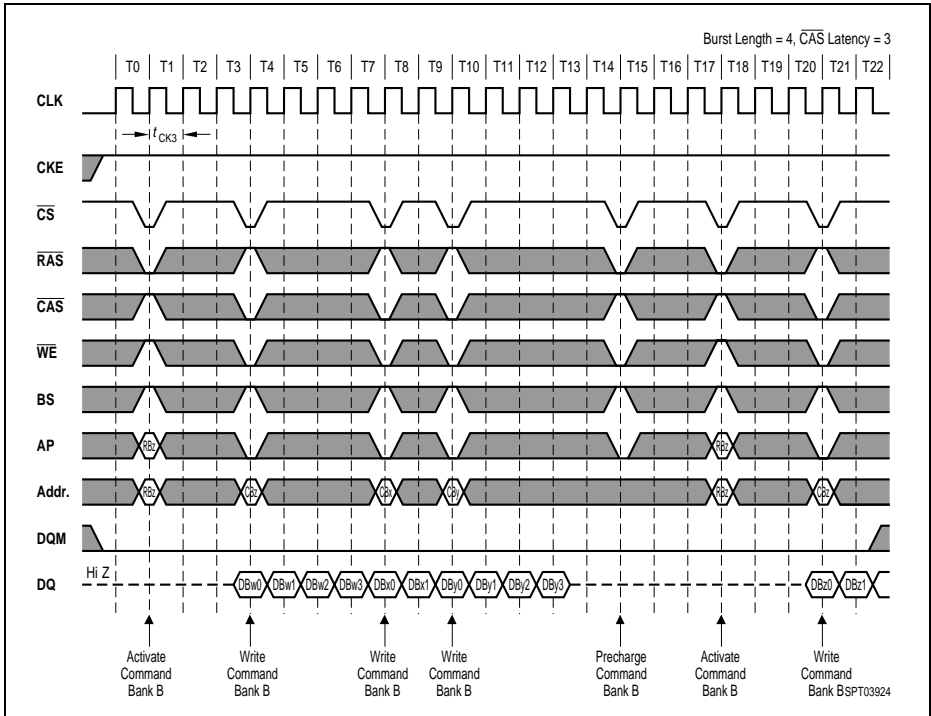 Burst Length = 4, CAS Latency = 3
T0 T1 T2 T3 T4 T5 T6 T7 T8 T9 T10 T11 T12 T13 T14 T15 T16 T17 T18 T19 T20 T21 T22
CLK
t CK3
CKE
CS
RAS
CAS
WE
BS
AP RBz RBz
Addr. RBz CBz CBx CBy RBz CBz
DQM
Hi Z
DQ DBw0 DBw1 DBw2 DBw3 DBx0 DBx1 DBy0 DBy1 DBy2 DBy3 DBz0 DBz1
Activate Command Bank B
Write Command Bank B
Write Command Bank B
Write Command Bank B
Precharge Command Bank B
Activate Command Bank B
Write Command Bank B
SPT03924